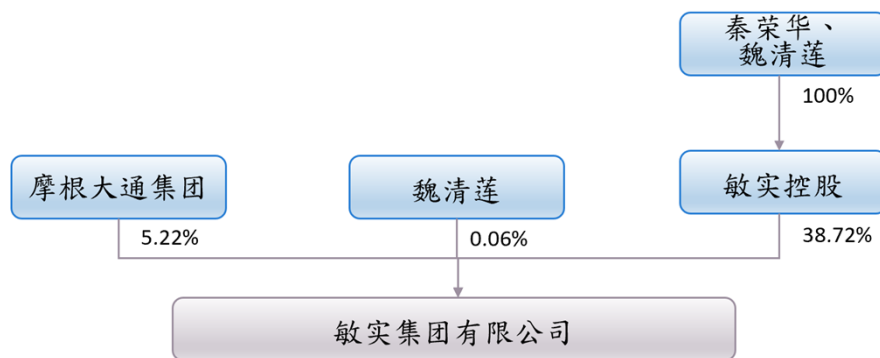 秦荣华、
魏清莲
100%
摩根大通集团
魏清莲
敏实控股
5.22%
0.06%
38.72%
敏实集团有限公司